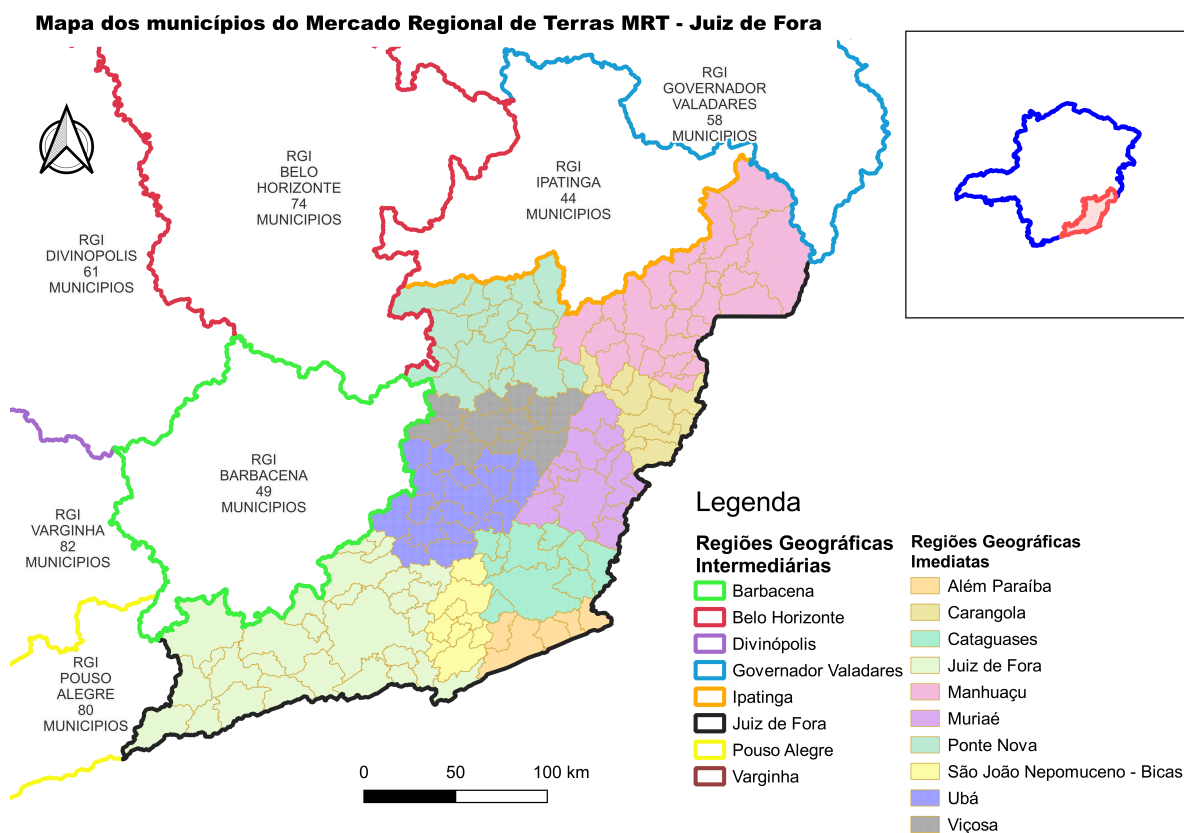 Mapa dos municípios do Mercado Regional de Terras MRT - Juiz de Fora
RGI
GOVERNADOR
VALADARES
58
MUNICIPIOS
RGI
BELO
HORIZONTE
74
MUNICIPIOS
RGI
IPATINGA
44
MUNICIPIOS
RGI
DIVINOPOLIS
61
MUNICIPIOS
RGI
BARBACENA
49
MUNICIPIOS
RGI
VARGINHA
82
MUNICIPIOS
RGI
POUSO
ALEGRE
80
MUNICIPIOS
0 50 100 km
Legenda
Regiões Geográficas
Intermediárias
Barbacena
Belo Horizonte
Divinópolis
Governador Valadares
Ipatinga
Juiz de Fora
Pouso Alegre
Varginha
Regiões Geográficas
Imediatas
Além Paraíba
Carangola
Cataguases
Juiz de Fora
Manhuaçu
Muriaé
Ponte Nova
São João Nepomuceno - Bicas
Ubá
Viçosa